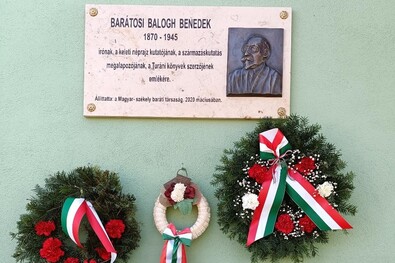 BARÁTOSI BALOGH BENEDEK
1870 - 1945
írónak, a keleti néprajz kutatójának, a származáskutatás
megalapozójának, a Turáni könyvek szerzőjének
emlékére.
Állíttatta: a Magyar-székely baráti társaság, 2020 májusában.